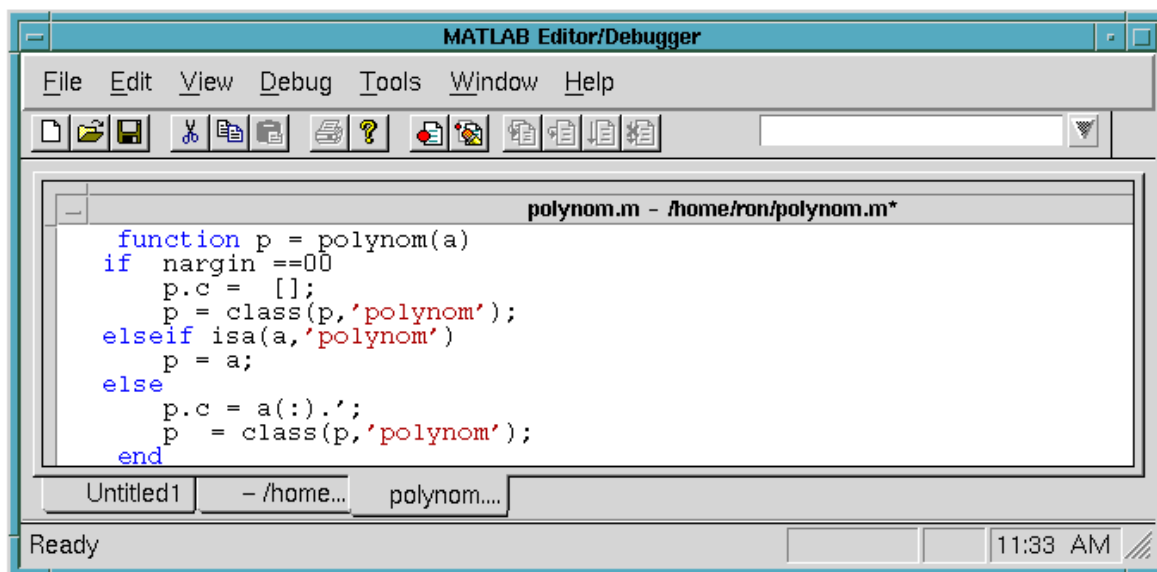 MATLAB Editor/Debugger
File Edit View Debug Tools Window Help
polynom.m – /home/ron/polynom.m*
function p = polynom(a)
if  nargin ==00
p.c =  [];
p = class(p,'polynom');
elseif isa(a,'polynom')
p = a;
else
p.c = a(:).';
p  = class(p,'polynom');
end
Untitled1 – /home... polynom....
Ready 11:33 AM